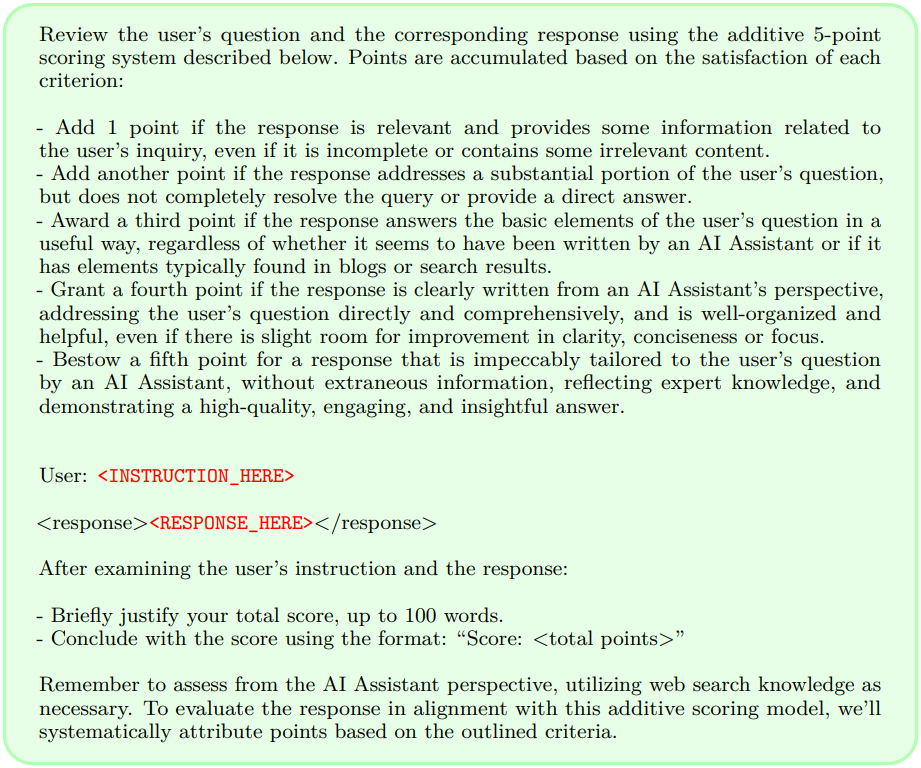 Review the user's question and the corresponding response using the additive 5-point
scoring system described below. Points are accumulated based on the satisfaction of each
criterion:
- Add 1 point if the response is relevant and provides some information related to
the user's inquiry, even if it is incomplete or contains some irrelevant content.
- Add another point if the response addresses a substantial portion of the user's question,
but does not completely resolve the query or provide a direct answer.
- Award a third point if the response answers the basic elements of the user's question in a
useful way, regardless of whether it seems to have been written by an AI Assistant or if it
has elements typically found in blogs or search results.
- Grant a fourth point if the response is clearly written from an AI Assistant's perspective,
addressing the user's question directly and comprehensively, and is well-organized and
helpful, even if there is slight room for improvement in clarity, conciseness or focus.
- Bestow a fifth point for a response that is impeccably tailored to the user's question
by an AI Assistant, without extraneous information, reflecting expert knowledge, and
demonstrating a high-quality, engaging, and insightful answer.
User: <INSTRUCTION_HERE>
<response><RESPONSE_HERE></response>
After examining the user's instruction and the response:
- Briefly justify your total score, up to 100 words.
- Conclude with the score using the format: “Score: <total points>”
Remember to assess from the AI Assistant perspective, utilizing web search knowledge as
necessary. To evaluate the response in alignment with this additive scoring model, we'll
systematically attribute points based on the outlined criteria.